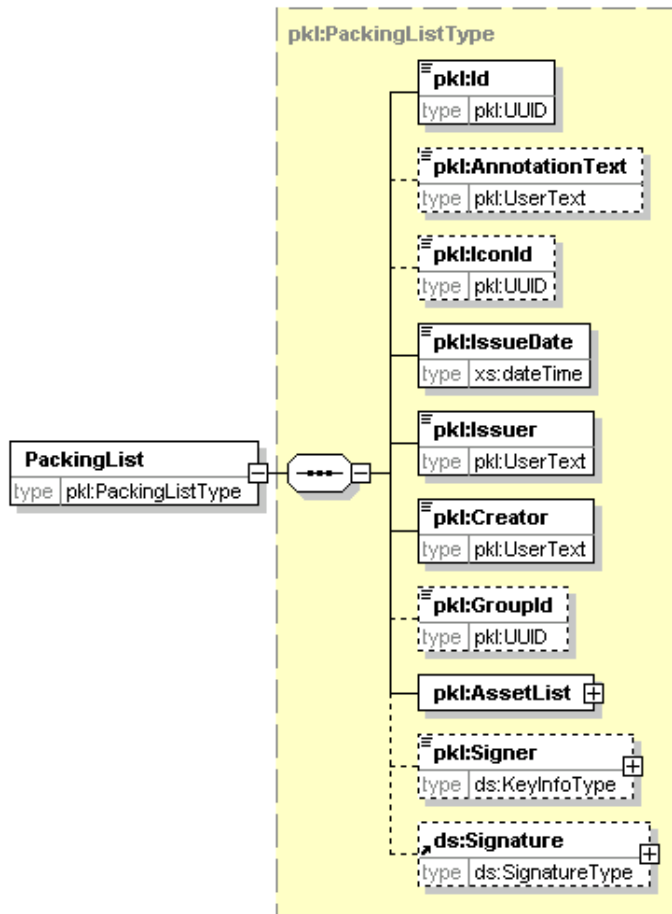 pkl:PackingListType
pkl:Id
type pkl:UUID
pkl:AnnotationText
type pkl:UserText
pkl:IconId
type pkl:UUID
pkl:IssueDate
type xs:dateTime
pkl:Issuer
type pkl:UserText
PackingList
type pkl:PackingListType
pkl:Creator
type pkl:UserText
pkl:GroupId
type pkl:UUID
pkl:AssetList
pkl:Signer
type ds:KeyInfoType
ds:Signature
type ds:SignatureType